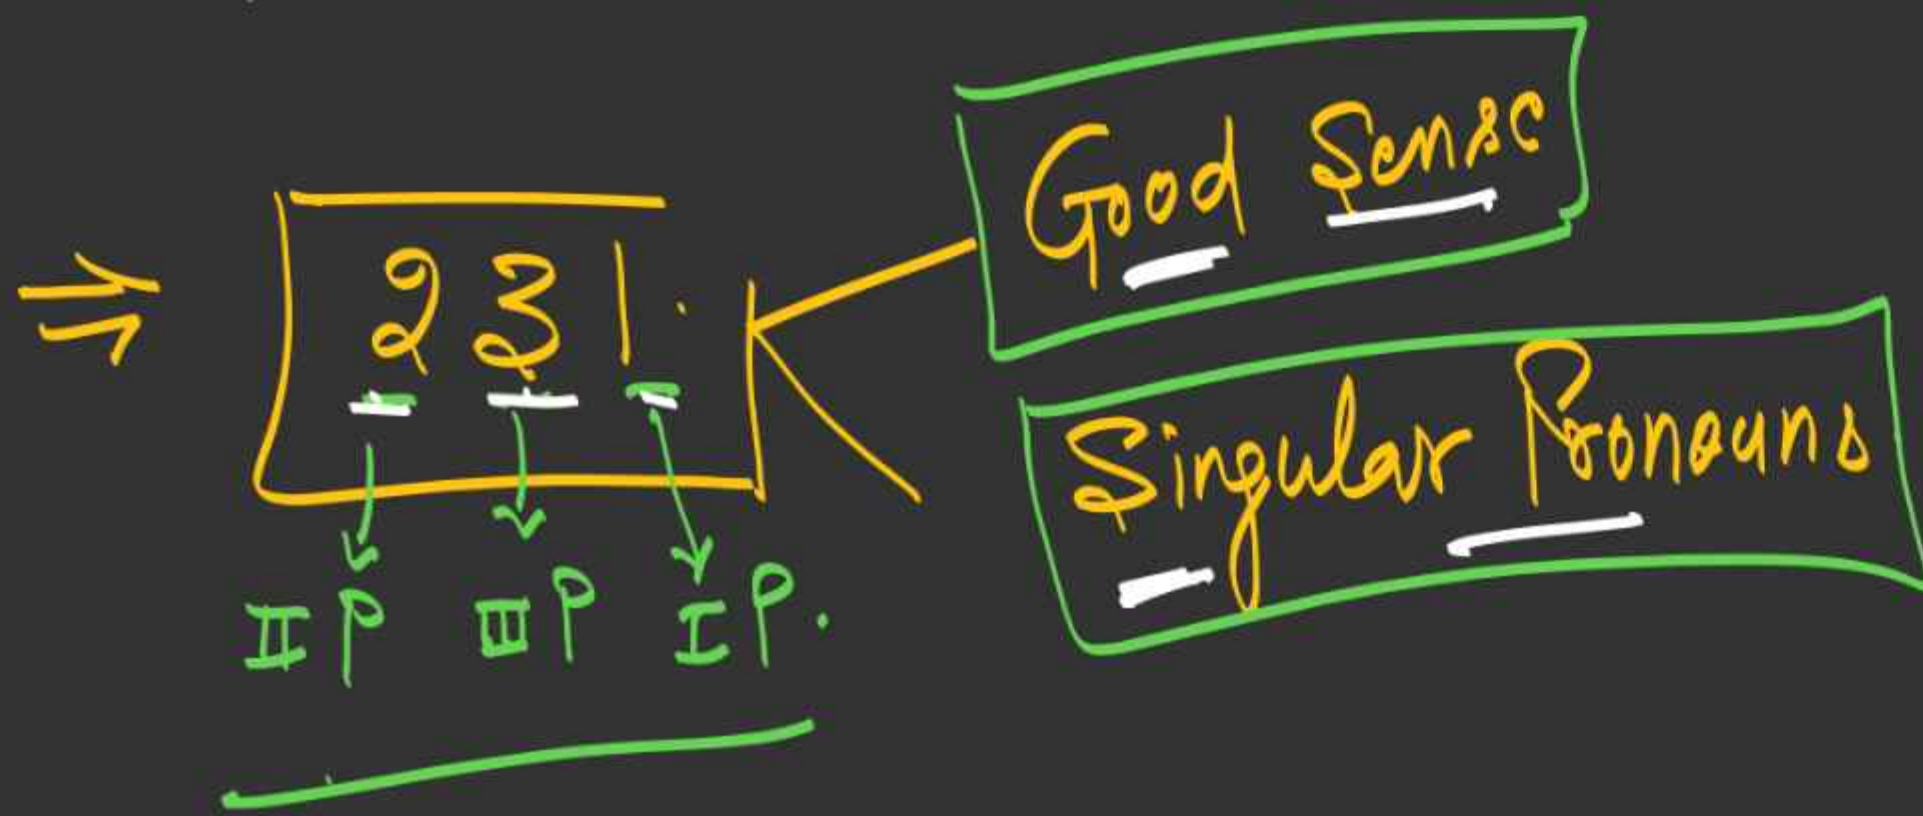 ⇒ 231.
II P III P I P.
Good Sense
Singular Pronouns